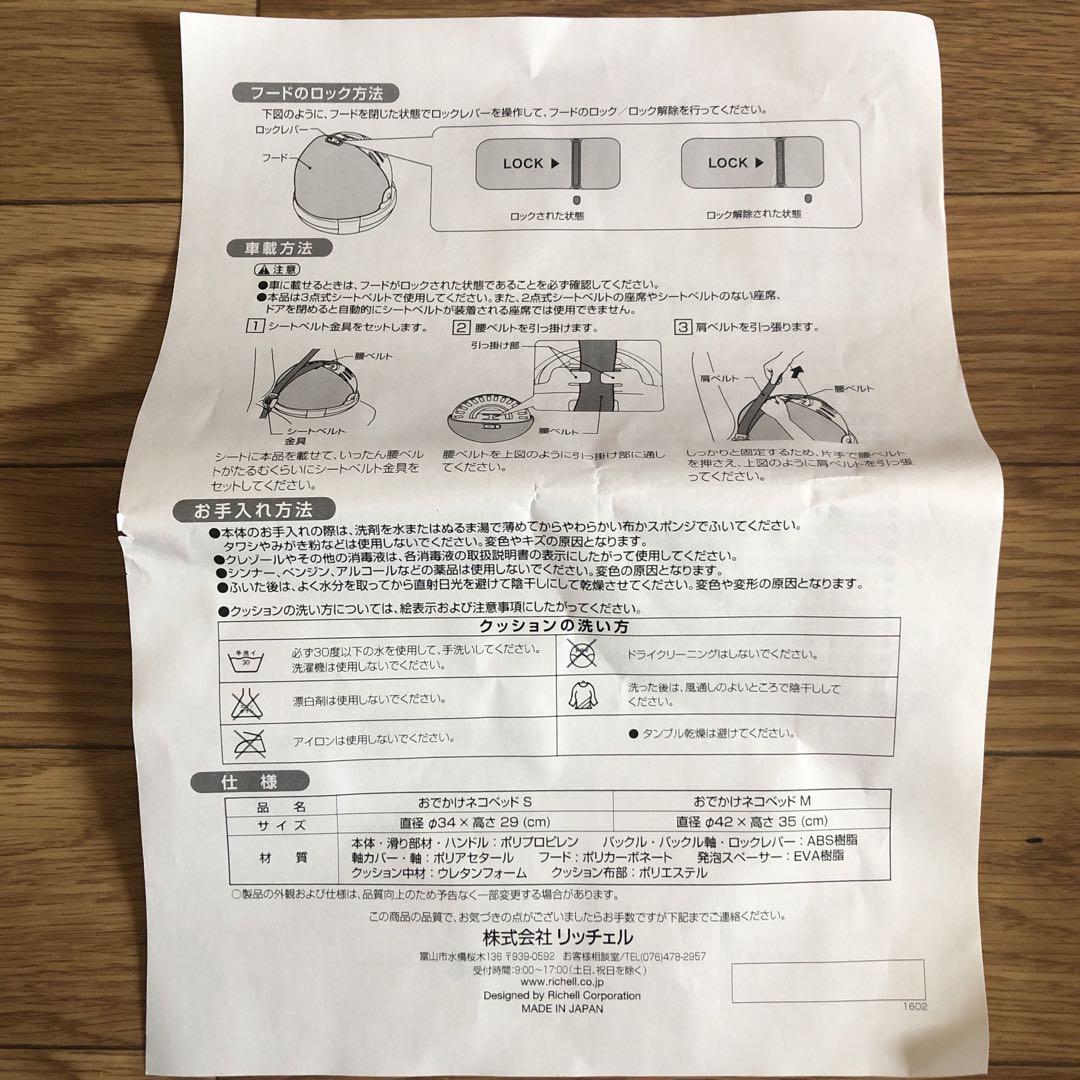 フードのロック方法
下図のように、フードを閉じた状態でロックレバーを操作して、フードのロック／ロック解除を行ってください。
ロックレバー
フード
LOCK ▶
LOCK ▶
ロックされた状態
ロック解除された状態
車載方法
⚠注意
●車に載せるときは、フードがロックされた状態であることを必ず確認してください。
●本品は3点式シートベルトで使用してください。また、2点式シートベルトの座席やシートベルトのない座席、
ドアを閉めると自動的にシートベルトが装着される座席では使用できません。
1 シートベルト金具をセットします。
腰ベルト
シートベルト
金具
シートに本品を載せて、いったん腰ベル
トがたるむくらいにシートベルト金具を
セットしてください。
2 腰ベルトを引っ掛けます。
引っ掛け部
腰ベルト
腰ベルトを上図のように引っ掛け部に通し
てください。
3 肩ベルトを引っ張ります。
肩ベルト
腰ベルト
しっかりと固定するため、片手で腰ベルト
を押さえ、上図のように肩ベルトを引っ張
ってください。
お手入れ方法
●本体のお手入れの際は、洗剤を水またはぬるま湯で薄めてからやわらかい布かスポンジでふいてください。
タワシやみがき粉などは使用しないでください。変色やキズの原因となります。
●クレゾールやその他の消毒液は、各消毒液の取扱説明書の表示にしたがって使用してください。
●シンナー、ベンジン、アルコールなどの薬品は使用しないでください。変色の原因となります。
●ふいた後は、よく水分を取ってから直射日光を避けて陰干しにして乾燥させてください。変色や変形の原因となります。
●クッションの洗い方については、絵表示および注意事項にしたがってください。
クッションの洗い方
手洗イ
30
必ず30度以下の水を使用して、手洗いしてください。
洗濯機は使用しないでください。
ドライクリーニングはしないでください。
漂白剤は使用しないでください。
洗った後は、風通しのよいところで陰干しして
ください。
アイロンは使用しないでください。
● タンブル乾燥は避けてください。
仕 様
品 名
おでかけネコベッド S
おでかけネコベッド M
サイズ
直径 φ34 × 高さ 29 (cm)
直径 φ42 × 高さ 35 (cm)
材 質
本体・滑り部材・ハンドル：ポリプロピレン バックル・バックル軸・ロックレバー：ABS樹脂
軸カバー・軸：ポリアセタール フード：ポリカーボネート 発泡スペーサー：EVA樹脂
クッション中材：ウレタンフォーム クッション布部：ポリエステル
○製品の外観および仕様は、品質向上のため予告なく一部変更する場合があります。
この商品の品質で、お気づきの点がございましたらお手数ですが下記までご連絡ください。
株式会社 リッチェル
富山市水橋桜木136 〒939-0592 お客様相談室/TEL(076)478-2957
受付時間：9:00〜17:00（土日、祝日を除く）
www.richell.co.jp
Designed by Richell Corporation
MADE IN JAPAN
1602